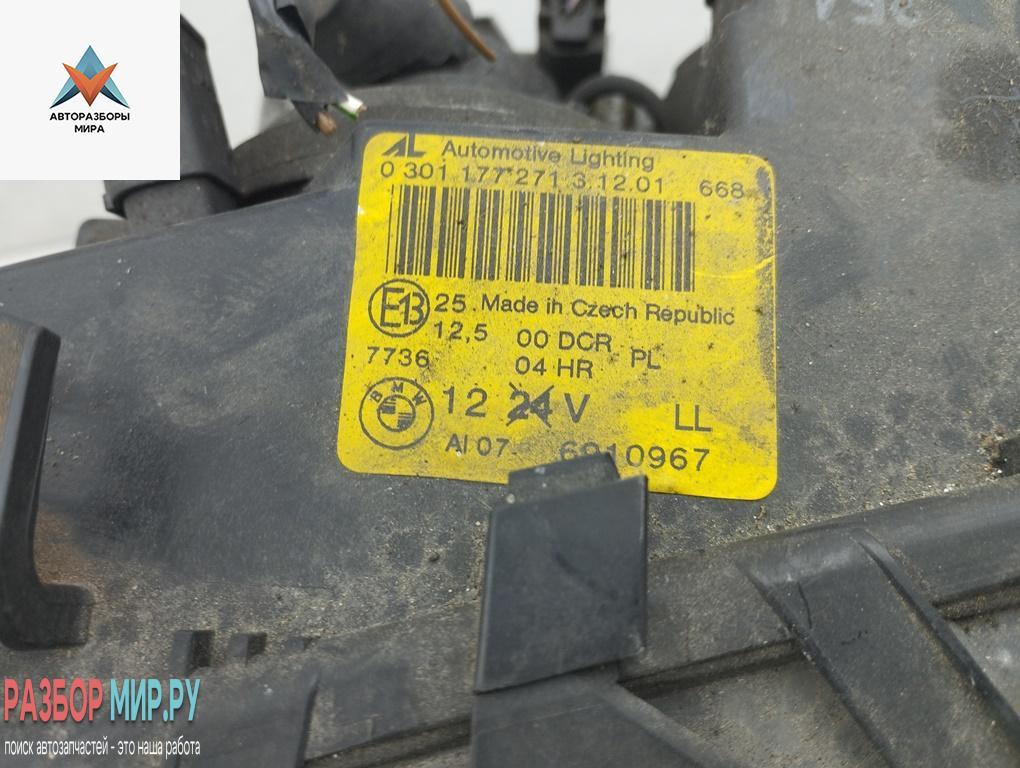 АВТОРАЗБОРЫ
МИРА
AL Automotive Lighting
0 301 177 271 3.12.01 668
E13 25 Made in Czech Republic
12,5 00 DCR PL
7736 04 HR
BMW 12 24 V LL
Al 07 6910967
РАЗБОР МИР.РУ
поиск автозапчастей - это наша работа